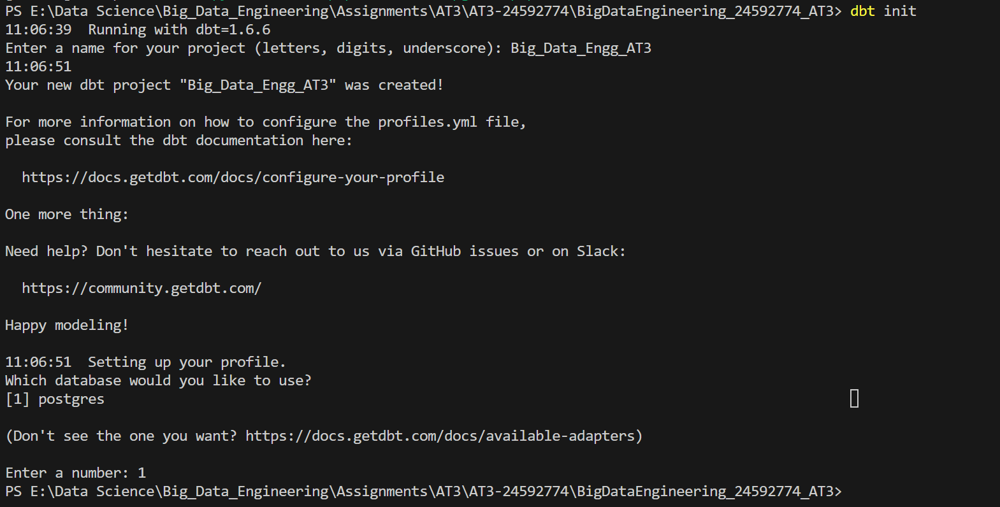 PS E:\Data Science\Big_Data_Engineering\Assignments\AT3\AT3-24592774\BigDataEngineering_24592774_AT3> dbt init
11:06:39  Running with dbt=1.6.6
Enter a name for your project (letters, digits, underscore): Big_Data_Engg_AT3
11:06:51
Your new dbt project "Big_Data_Engg_AT3" was created!
For more information on how to configure the profiles.yml file,
please consult the dbt documentation here:
https://docs.getdbt.com/docs/configure-your-profile
One more thing:
Need help? Don't hesitate to reach out to us via GitHub issues or on Slack:
https://community.getdbt.com/
Happy modeling!
11:06:51  Setting up your profile.
Which database would you like to use?
[1] postgres
(Don't see the one you want? https://docs.getdbt.com/docs/available-adapters)
Enter a number: 1
PS E:\Data Science\Big_Data_Engineering\Assignments\AT3\AT3-24592774\BigDataEngineering_24592774_AT3>